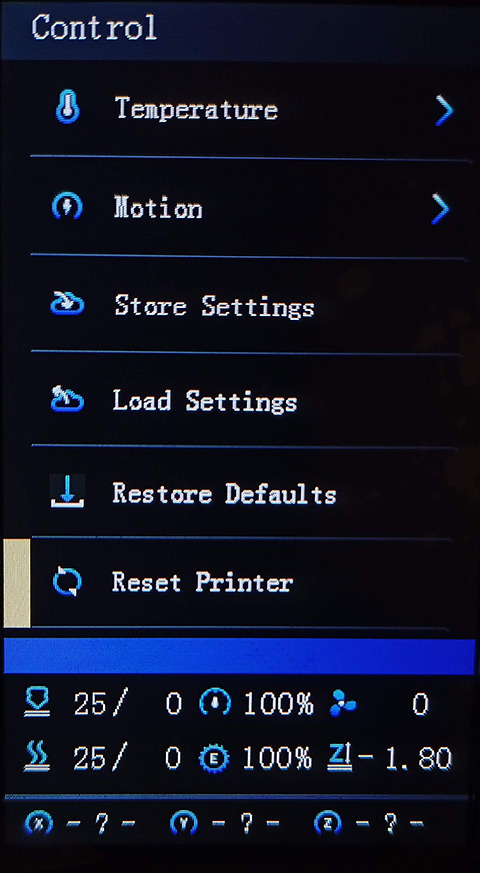 Control
Temperature
Motion
Store Settings
Load Settings
Restore Defaults
Reset Printer
25/ 0 100% 0
25/ 0 E 100% Z -1.80
X -?- Y -?- Z -?-